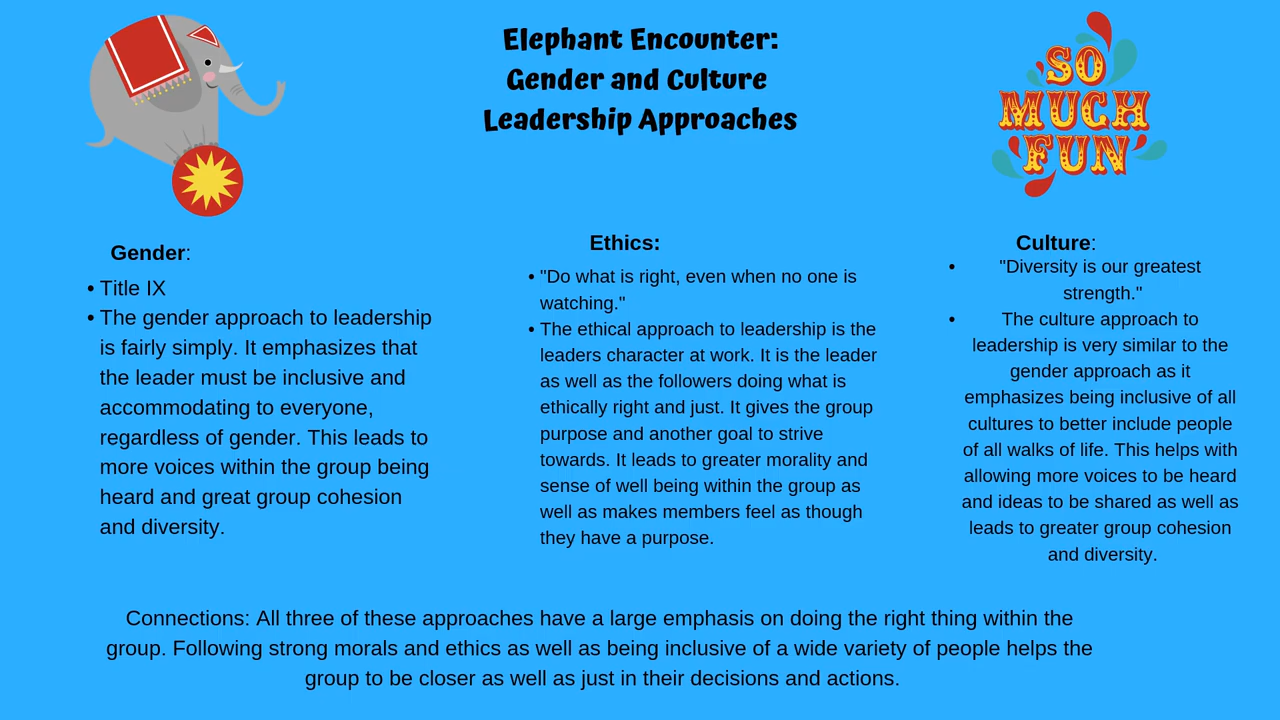 Elephant Encounter:
Gender and Culture
Leadership Approaches
SO
MUCH
FUN
Gender:
• Title IX
• The gender approach to leadership
is fairly simply. It emphasizes that
the leader must be inclusive and
accommodating to everyone,
regardless of gender. This leads to
more voices within the group being
heard and great group cohesion
and diversity.
Ethics:
• "Do what is right, even when no one is
watching."
• The ethical approach to leadership is the
leaders character at work. It is the leader
as well as the followers doing what is
ethically right and just. It gives the group
purpose and another goal to strive
towards. It leads to greater morality and
sense of well being within the group as
well as makes members feel as though
they have a purpose.
Culture:
• "Diversity is our greatest
strength."
• The culture approach to
leadership is very similar to the
gender approach as it
emphasizes being inclusive of all
cultures to better include people
of all walks of life. This helps with
allowing more voices to be heard
and ideas to be shared as well as
leads to greater group cohesion
and diversity.
Connections: All three of these approaches have a large emphasis on doing the right thing within the
group. Following strong morals and ethics as well as being inclusive of a wide variety of people helps the
group to be closer as well as just in their decisions and actions.